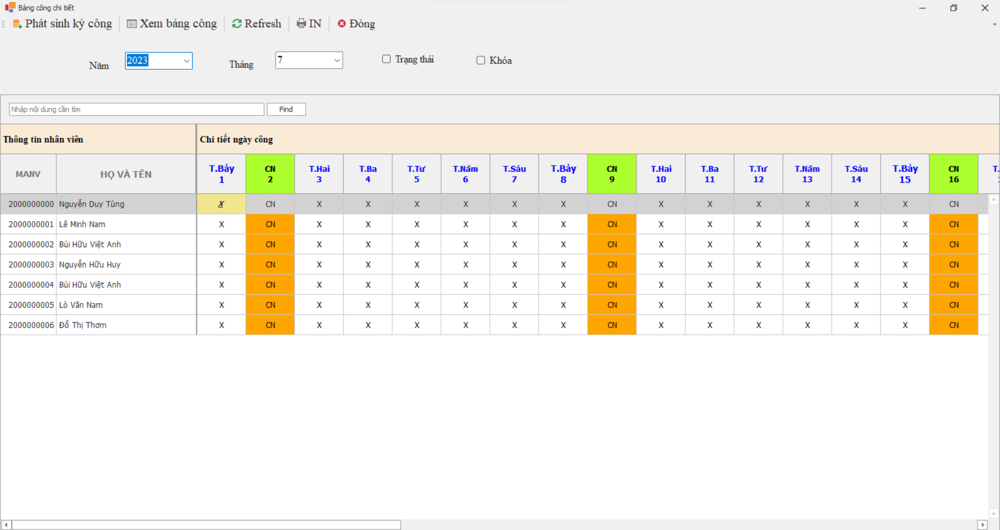 Bảng công chi tiết
Phát sinh kỳ công Xem bảng công Refresh IN Đóng
Năm 2023 Tháng 7 Trạng thái Khóa
Nhập nội dung cần tìm Find
Thông tin nhân viên Chi tiết ngày công
MANV HỌ VÀ TÊN T.Bảy 1 CN 2 T.Hai 3 T.Ba 4 T.Tư 5 T.Năm 6 T.Sáu 7 T.Bảy 8 CN 9 T.Hai 10 T.Ba 11 T.Tư 12 T.Năm 13 T.Sáu 14 T.Bảy 15 CN 16
2000000000 Nguyễn Duy Tùng X CN X X X X X X CN X X X X X X CN
2000000001 Lê Minh Nam X CN X X X X X X CN X X X X X X CN
2000000002 Bùi Hữu Việt Anh X CN X X X X X X CN X X X X X X CN
2000000003 Nguyễn Hữu Huy X CN X X X X X X CN X X X X X X CN
2000000004 Bùi Hữu Việt Anh X CN X X X X X X CN X X X X X X CN
2000000005 Lò Văn Nam X CN X X X X X X CN X X X X X X CN
2000000006 Đỗ Thị Thơm X CN X X X X X X CN X X X X X X CN